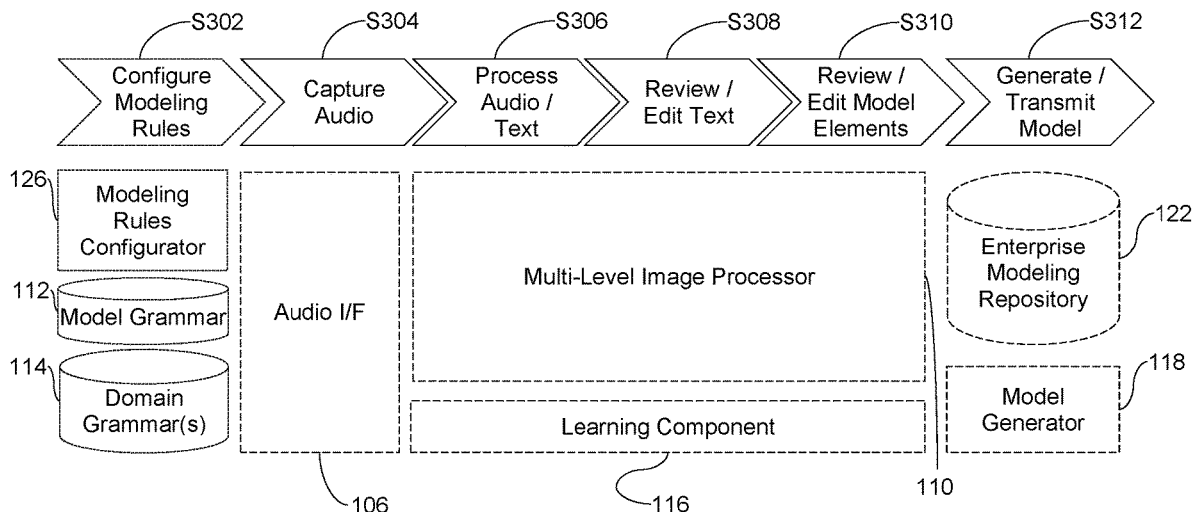 S302
S304
S306
S308
S310
S312
Configure
Modeling
Rules
Capture
Audio
Process
Audio /
Text
Review /
Edit Text
Review /
Edit Model
Elements
Generate /
Transmit
Model
126
Modeling
Rules
Configurator
112
Model Grammar
114
Domain
Grammar(s)
Audio I/F
106
Multi-Level Image Processor
110
Learning Component
116
Enterprise
Modeling
Repository
122
Model
Generator
118